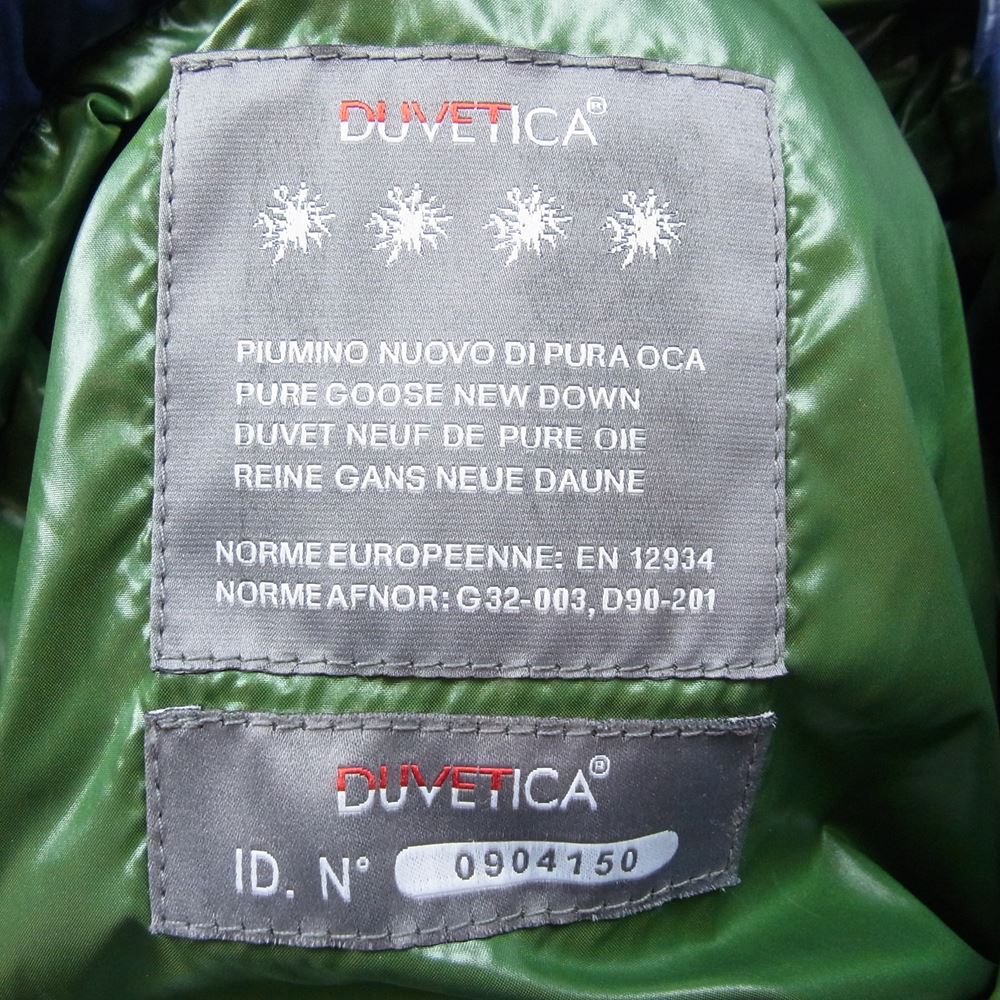 DUVETICA®
PIUMINO NUOVO DI PURA OCA
PURE GOOSE NEW DOWN
DUVET NEUF DE PURE OIE
REINE GANS NEUE DAUNE
NORME EUROPEENNE: EN 12934
NORME AFNOR: G32-003, D90-201
DUVETICA®
ID. N° 0904150